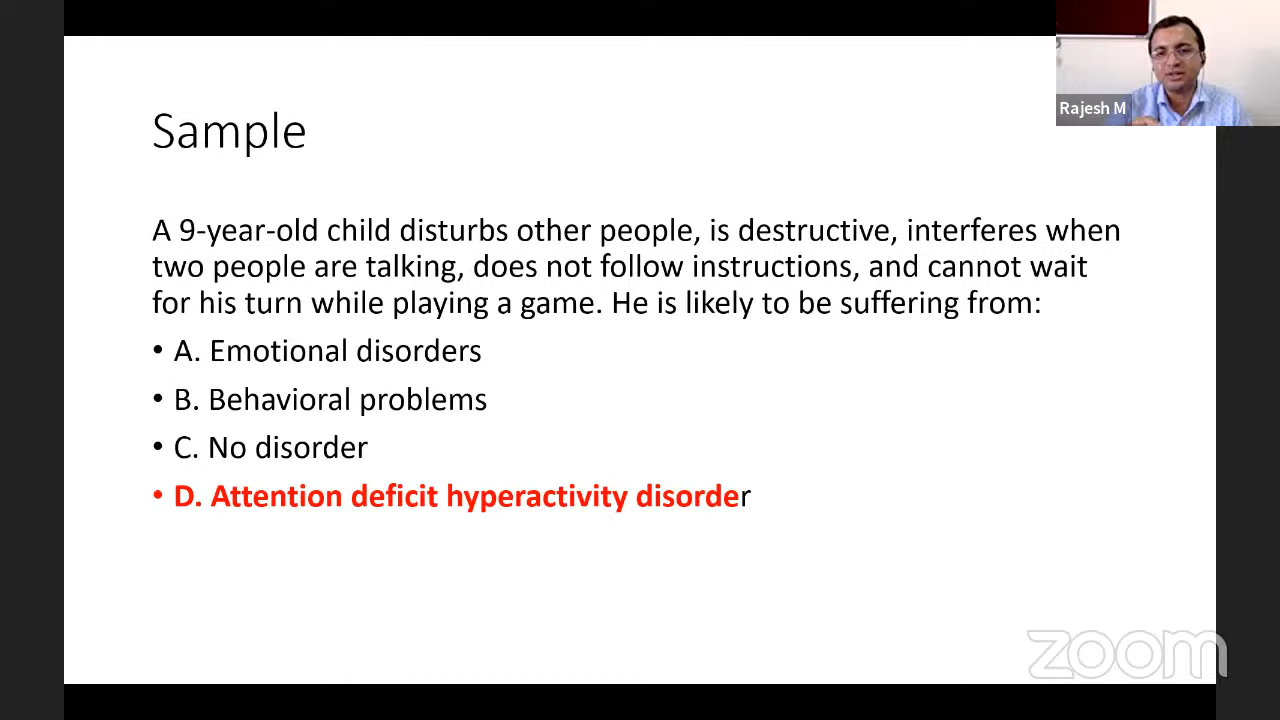 Rajesh M
Sample
A 9-year-old child disturbs other people, is destructive, interferes when
two people are talking, does not follow instructions, and cannot wait
for his turn while playing a game. He is likely to be suffering from:
• A. Emotional disorders
• B. Behavioral problems
• C. No disorder
• D. Attention deficit hyperactivity disorder
zoom